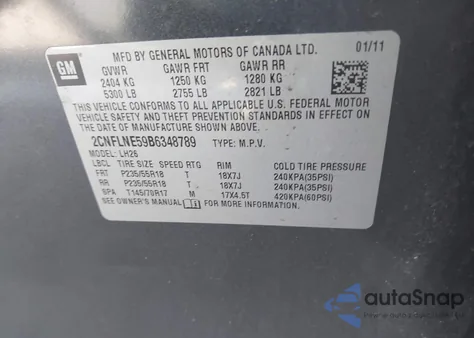 GM
MFD BY GENERAL MOTORS OF CANADA LTD. 01/11
GVWR GAWR FRT GAWR RR
2404 KG 1250 KG 1280 KG
5300 LB 2755 LB 2821 LB
THIS VEHICLE CONFORMS TO ALL APPLICABLE U.S. FEDERAL MOTOR
VEHICLE SAFETY AND THEFT PREVENTION STANDARDS IN EFFECT ON
THE DATE OF MANUFACTURE SHOWN ABOVE.
2CNFLNE59B6348789 TYPE: M.P.V.
MODEL: LH26
LBCL TIRE SIZE SPEED RTG RIM COLD TIRE PRESSURE
FRT P235/55R18 T 18X7J 240KPA(35PSI)
RR P235/55R18 T 18X7J 240KPA(35PSI)
SPA T145/70R17 M 17X4.5T 420KPA(60PSI)
SEE OWNER'S MANUAL FOR MORE INFORMATION.
autaSnap